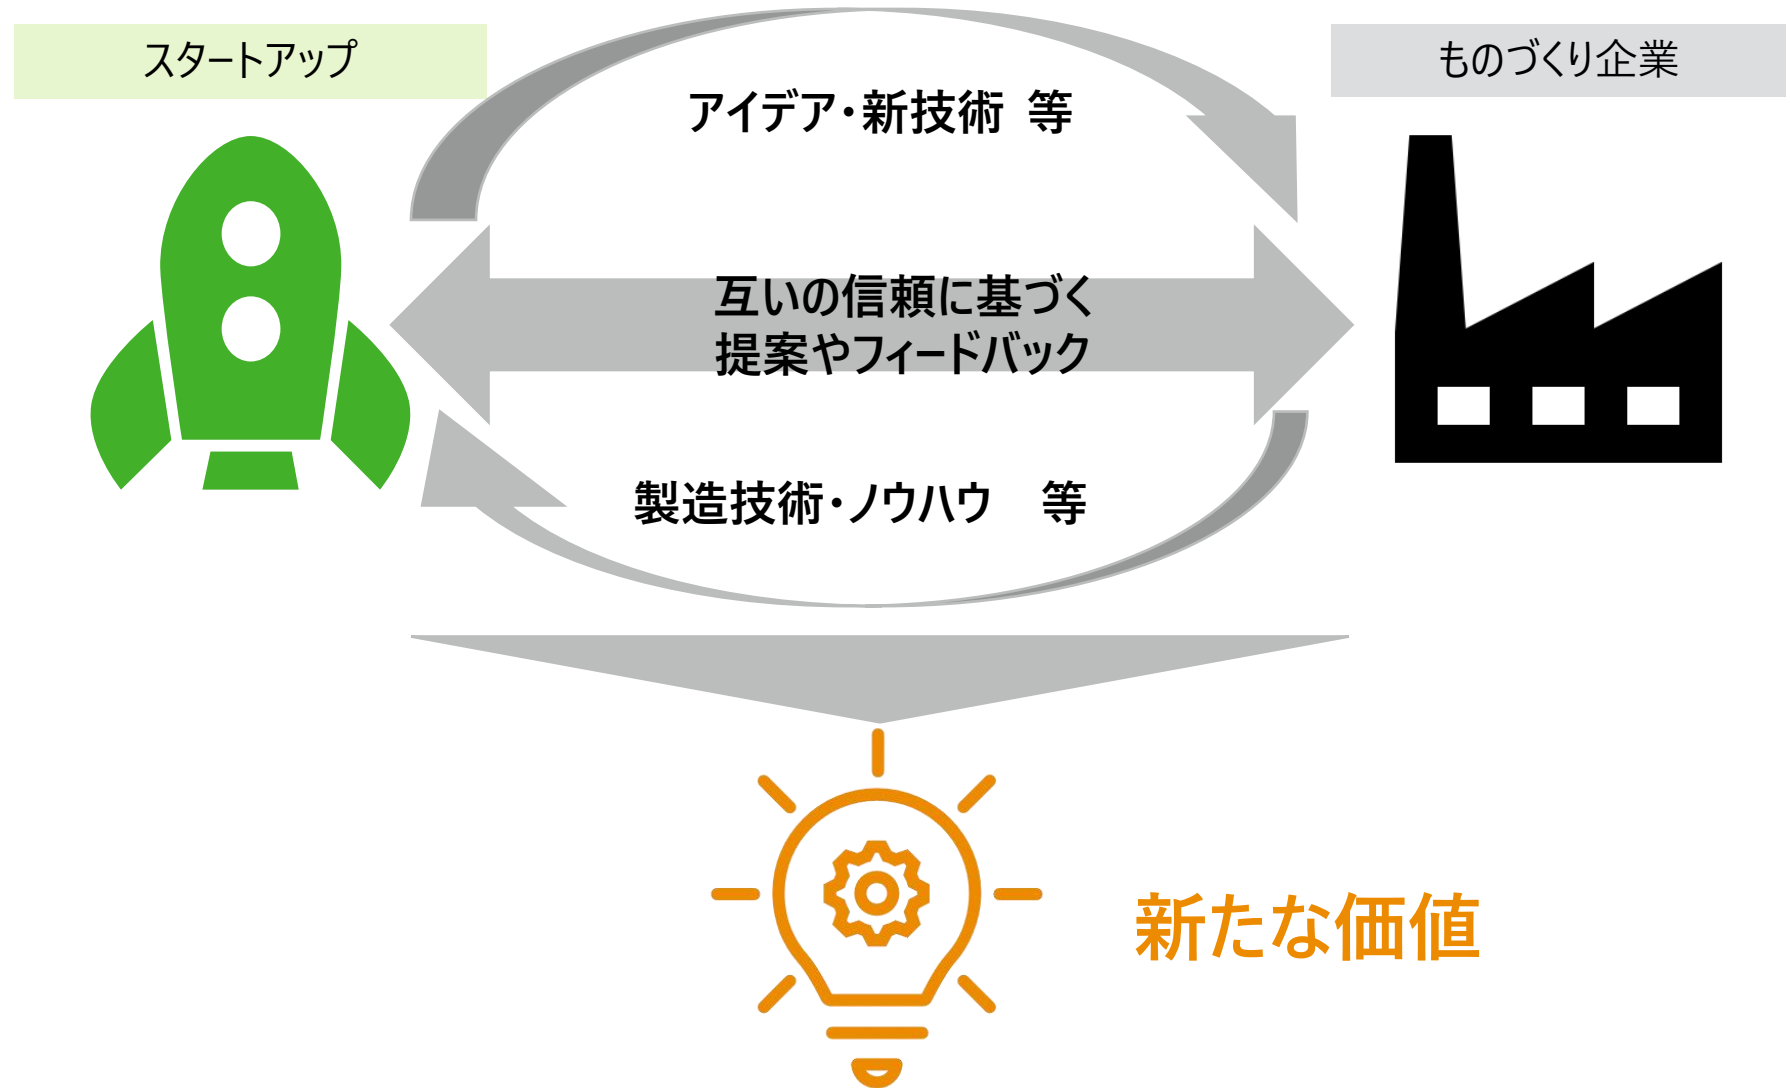 スタートアップ
ものづくり企業
アイデア・新技術 等
互いの信頼に基づく
提案やフィードバック
製造技術・ノウハウ　等
新たな価値